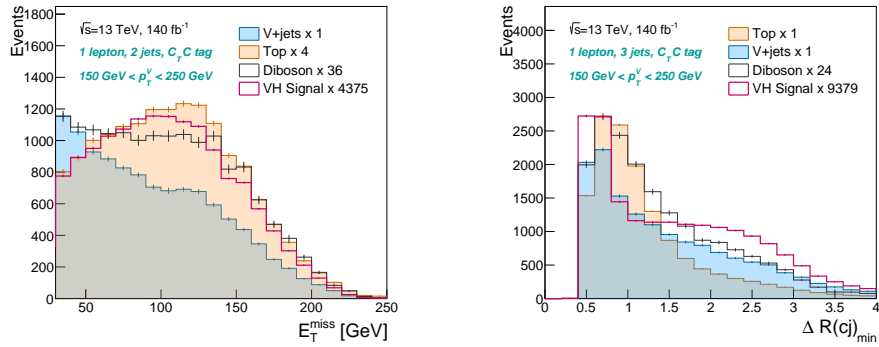 Events
√s=13 TeV, 140 fb⁻¹
1 lepton, 2 jets, C_T C tag
150 GeV < p_T^V < 250 GeV
V+jets x 1
Top x 4
Diboson x 36
VH Signal x 4375
1800
1600
1400
1200
1000
800
600
400
200
0
50 100 150 200 250
E_T^miss [GeV]
Events
√s=13 TeV, 140 fb⁻¹
1 lepton, 3 jets, C_T C tag
150 GeV < p_T^V < 250 GeV
Top x 1
V+jets x 1
Diboson x 24
VH Signal x 9379
4000
3500
3000
2500
2000
1500
1000
500
0
0 0.5 1 1.5 2 2.5 3 3.5 4
Δ R(cj)_min